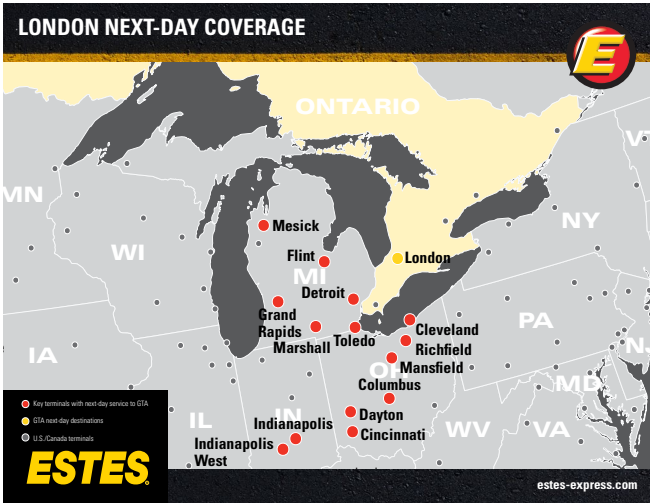 LONDON NEXT-DAY COVERAGE
E
ONTARIO
VT
MN
NY
Mesick
WI
Flint
London
MI
Detroit
Grand
Rapids
Cleveland
PA
Marshall
Toledo
Richfield
NJ
IA
OH
Mansfield
MD
Columbus
Key terminals with next-day service to GTA
GTA next-day destinations
U.S./Canada terminals
IL
IN
Dayton
Indianapolis
WV
VA
Cincinnati
Indianapolis
West
ESTES
estes-express.com